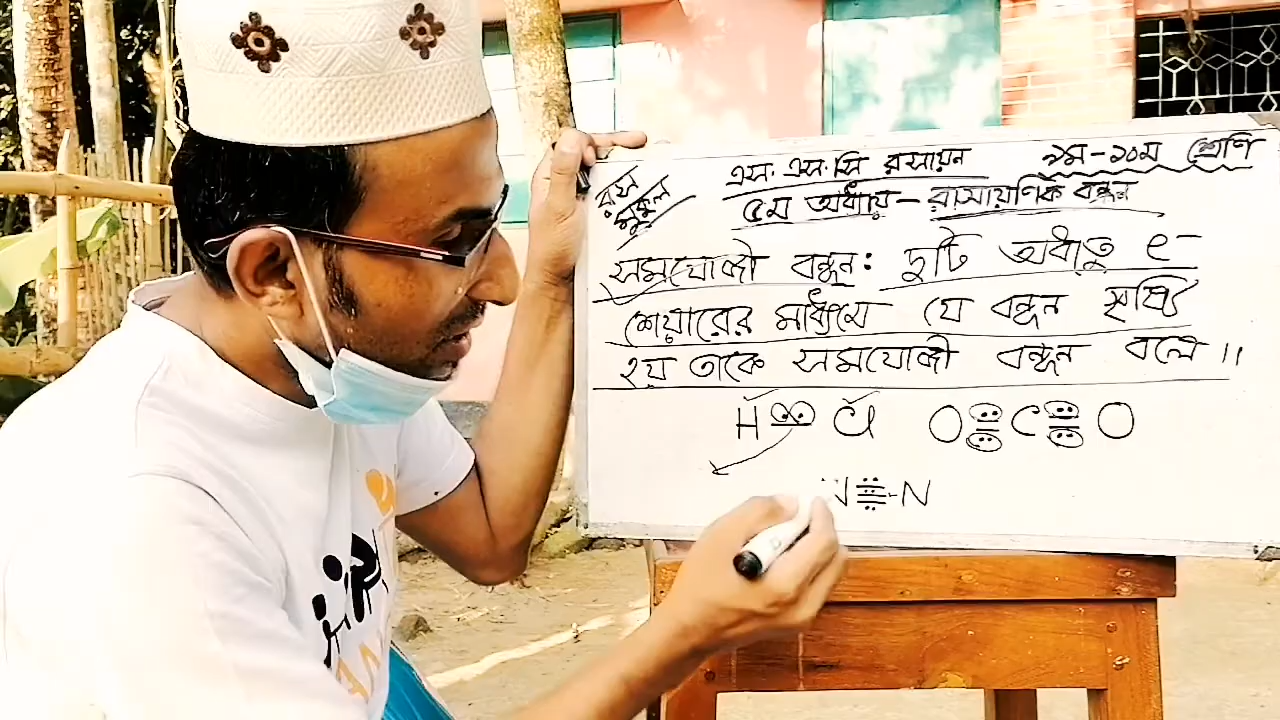 এস. এস. সি রসায়ন ৯ম-১০ম শ্রেণি
৫ম অধ্যায় - রাসায়ণিক বন্ধন
সমযোজী বন্ধন: দুটি অধাতু e⁻
শেয়ারের মাধ্যমে যে বন্ধন সৃষ্টি
হয় তাকে সমযোজী বন্ধন বলে ।।
H Cl O C O
N N